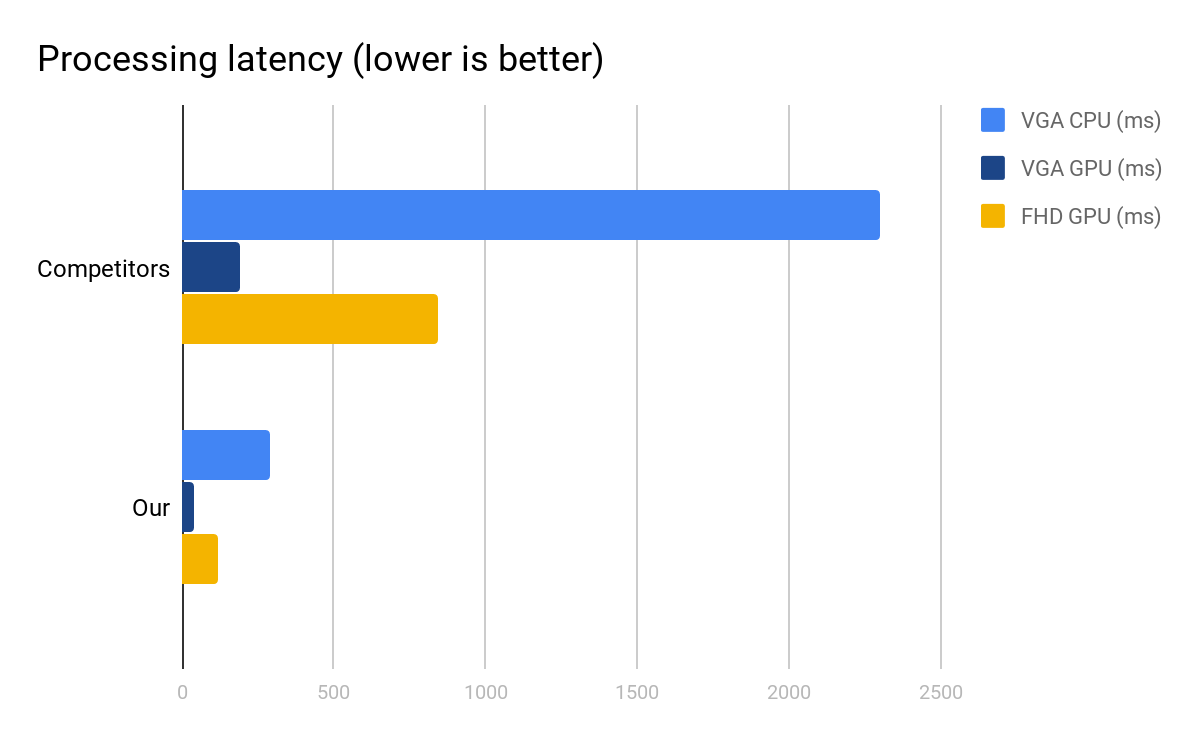 Processing latency (lower is better)
VGA CPU (ms)
VGA GPU (ms)
FHD GPU (ms)
Competitors
Our
0 500 1000 1500 2000 2500